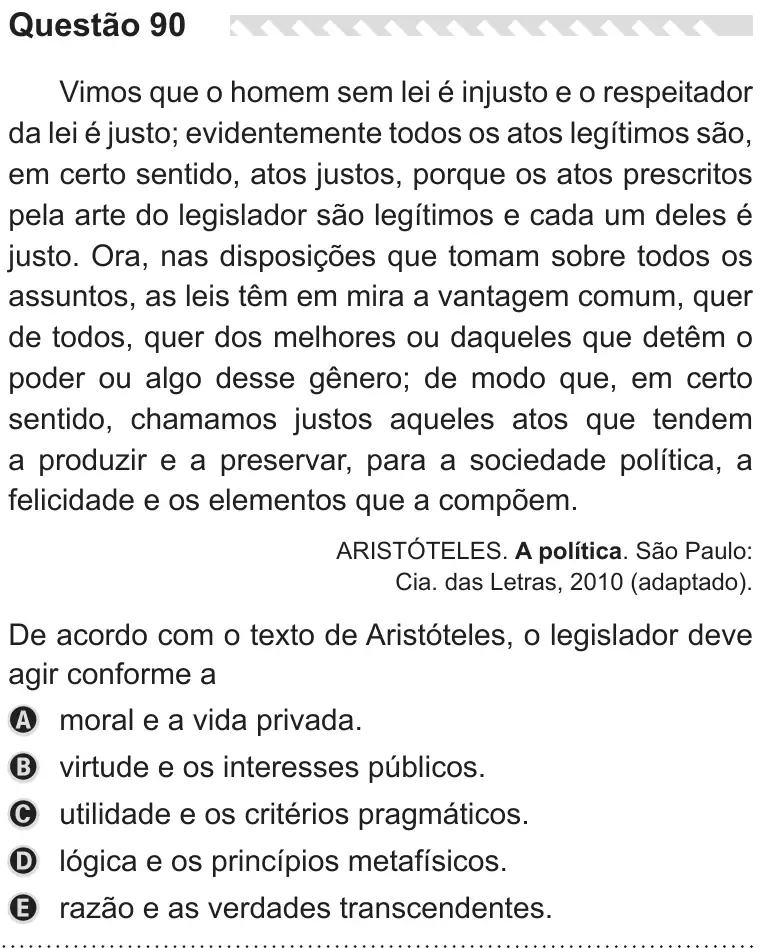 Questão 90
Vimos que o homem sem lei é injusto e o respeitador
da lei é justo; evidentemente todos os atos legítimos são,
em certo sentido, atos justos, porque os atos prescritos
pela arte do legislador são legítimos e cada um deles é
justo. Ora, nas disposições que tomam sobre todos os
assuntos, as leis têm em mira a vantagem comum, quer
de todos, quer dos melhores ou daqueles que detêm o
poder ou algo desse gênero; de modo que, em certo
sentido, chamamos justos aqueles atos que tendem
a produzir e a preservar, para a sociedade política, a
felicidade e os elementos que a compõem.
ARISTÓTELES. A política. São Paulo:
Cia. das Letras, 2010 (adaptado).
De acordo com o texto de Aristóteles, o legislador deve
agir conforme a
A moral e a vida privada.
B virtude e os interesses públicos.
C utilidade e os critérios pragmáticos.
D lógica e os princípios metafísicos.
E razão e as verdades transcendentes.